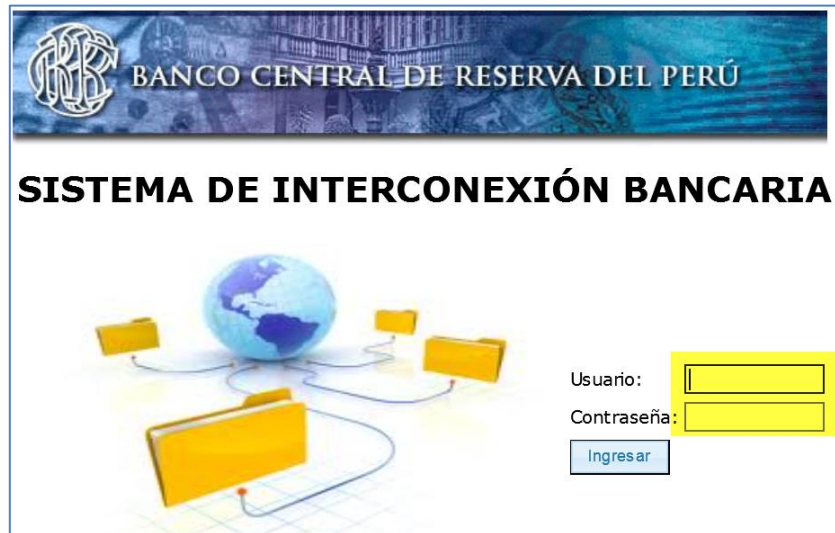 BANCO CENTRAL DE RESERVA DEL PERÚ
SISTEMA DE INTERCONEXIÓN BANCARIA
Usuario:
Contraseña:
Ingresar